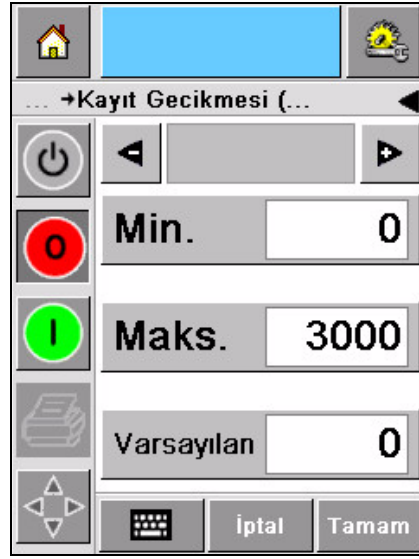 ... →Kayıt Gecikmesi (...
Min. 0
Maks. 3000
Varsayılan 0
İptal Tamam